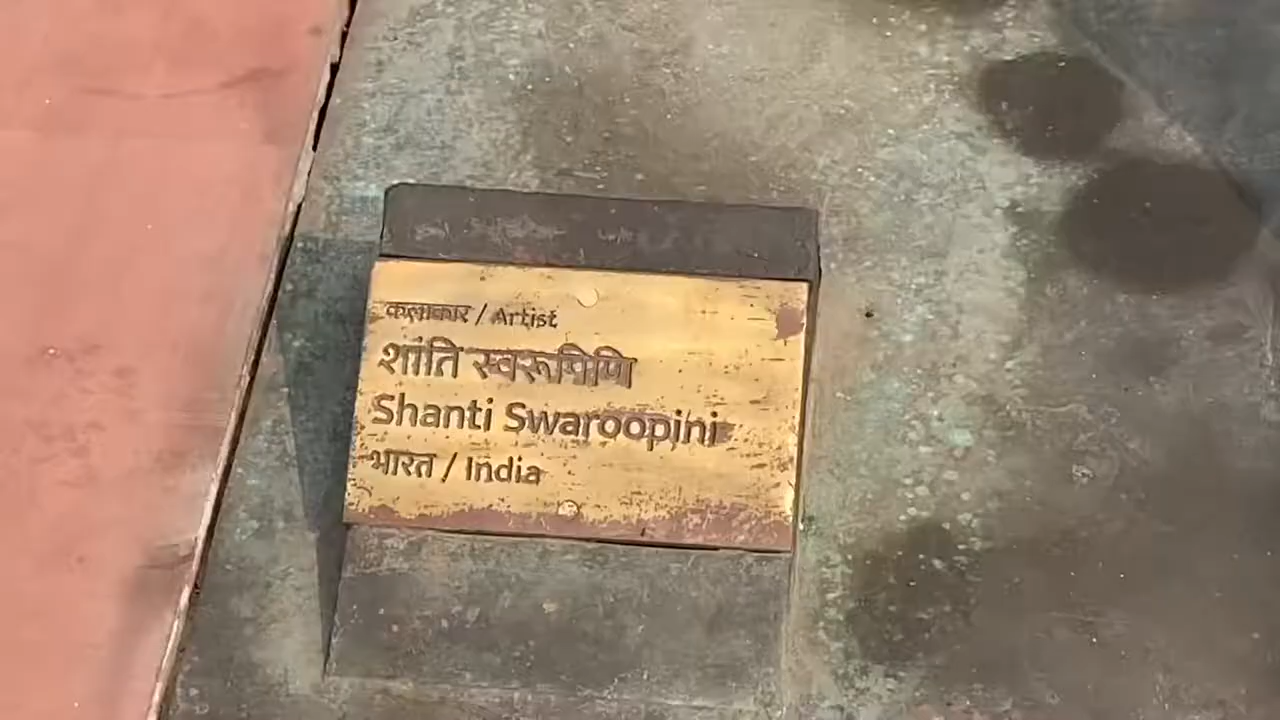 कलाकार / Artist
शांति स्वरूपिणि
Shanti Swaroopini
भारत / India